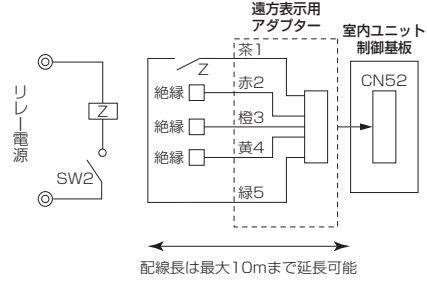 遠方表示用
アダプター
室内ユニット
制御基板
茶1
Z
赤2
CN52
絶縁
橙3
絶縁
黄4
絶縁
緑5
リレー電源
Z
SW2
配線長は最大10mまで延長可能